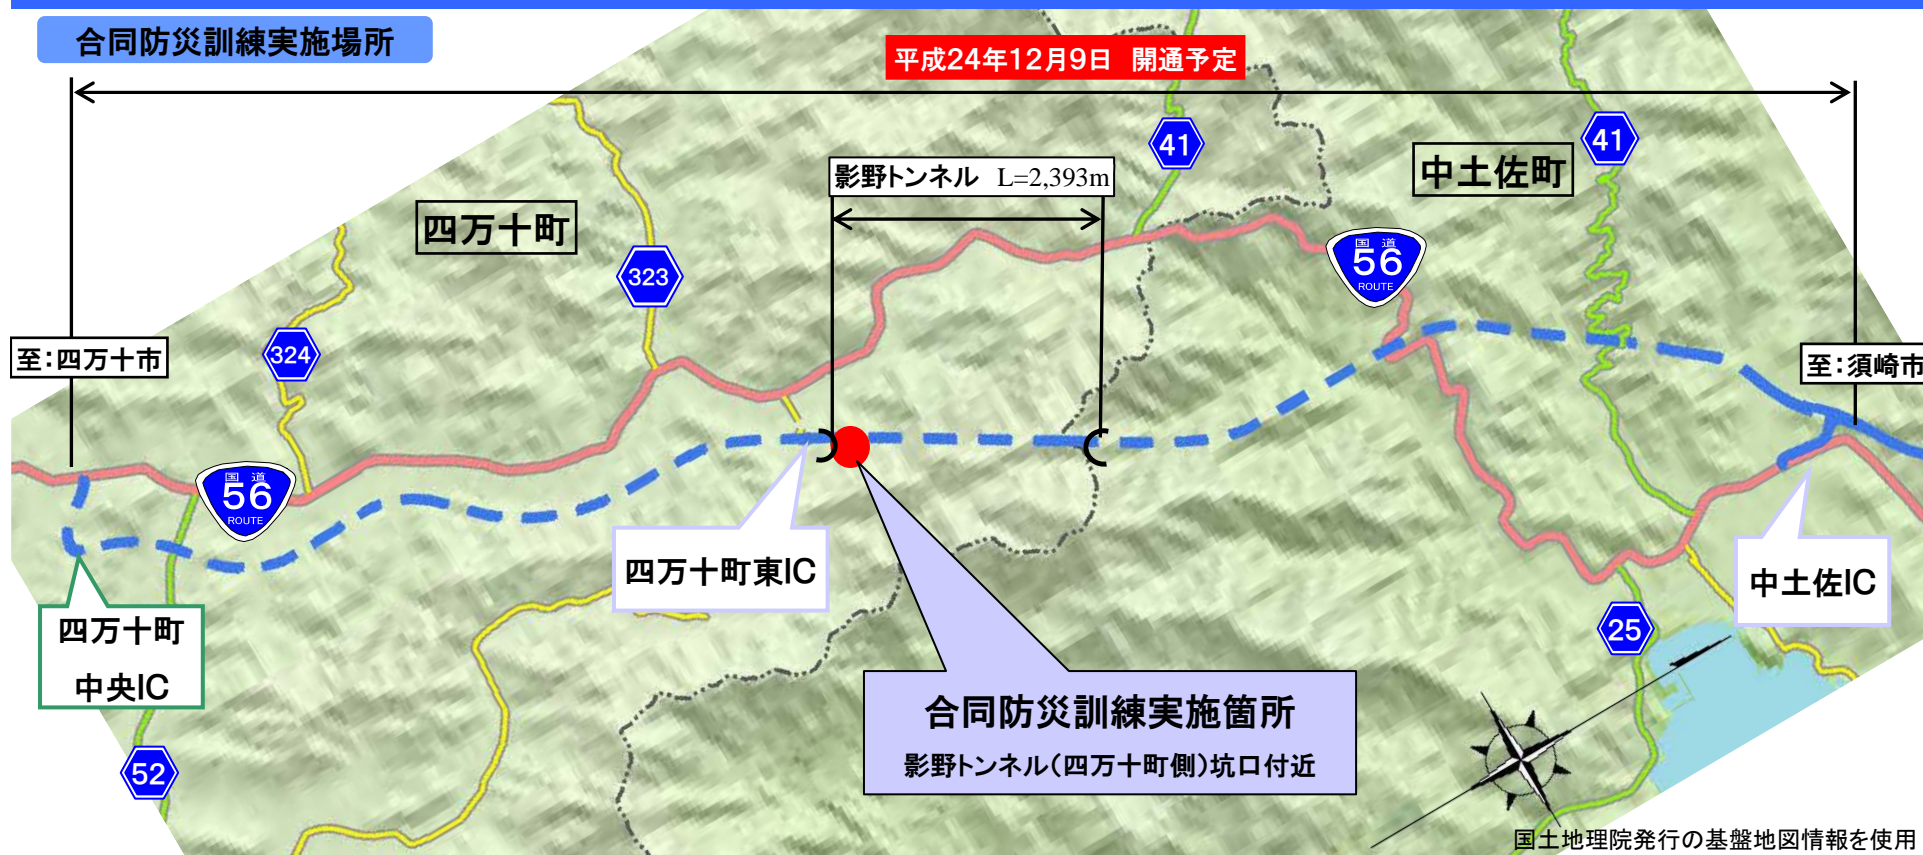 合同防災訓練実施場所
平成24年12月9日 開通予定
41
41
影野トンネル L=2,393m
中土佐町
四万十町
国道
56
ROUTE
323
324
至:四万十市
至:須崎市
国道
56
ROUTE
四万十町東IC
中土佐IC
四万十町
中央IC
25
合同防災訓練実施箇所
影野トンネル(四万十町側)坑口付近
52
国土地理院発行の基盤地図情報を使用